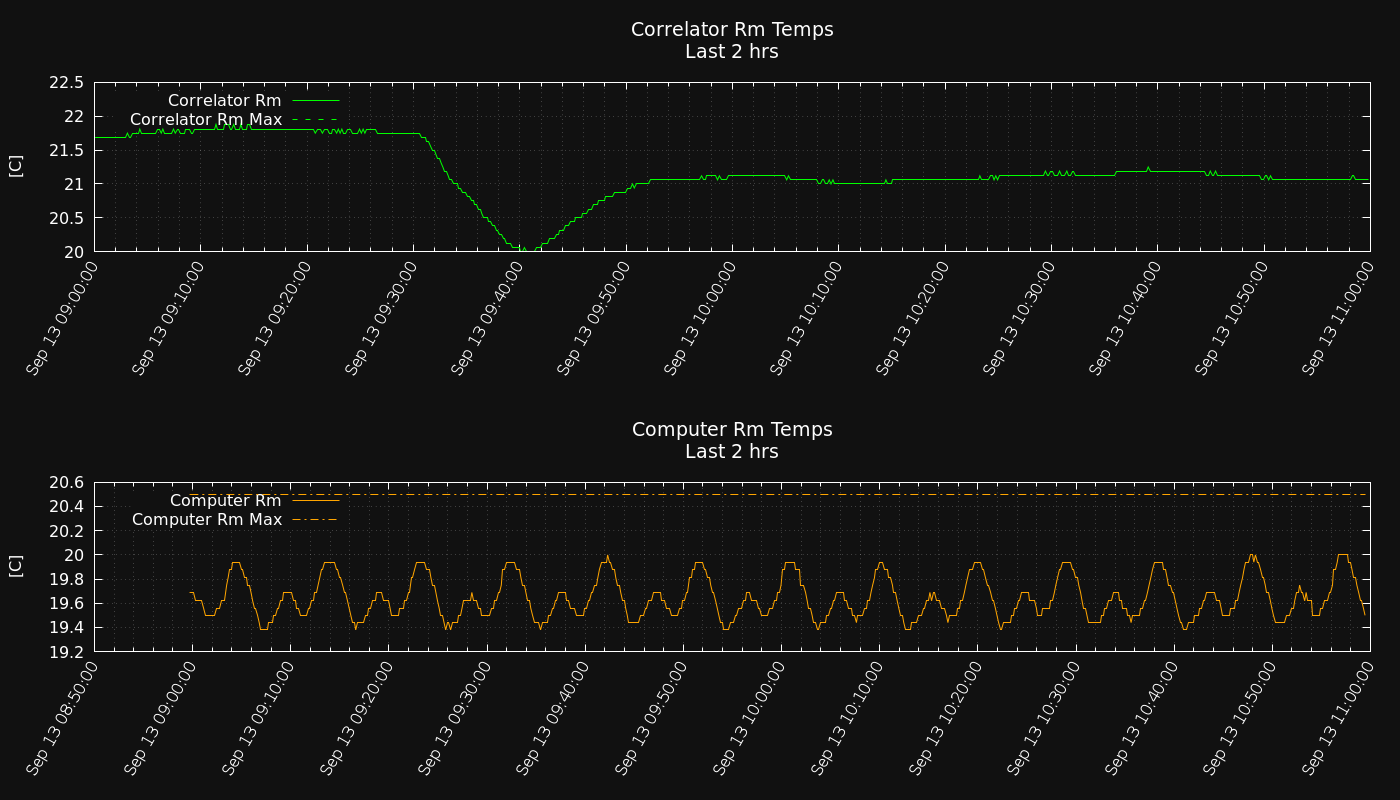 Correlator Rm Temps
Last 2 hrs
22.5
22
21.5
21
20.5
20
[C]
Correlator Rm
Correlator Rm Max
Sep 13 09:00:00
Sep 13 09:10:00
Sep 13 09:20:00
Sep 13 09:30:00
Sep 13 09:40:00
Sep 13 09:50:00
Sep 13 10:00:00
Sep 13 10:10:00
Sep 13 10:20:00
Sep 13 10:30:00
Sep 13 10:40:00
Sep 13 10:50:00
Sep 13 11:00:00
Computer Rm Temps
Last 2 hrs
20.6
20.4
20.2
20
19.8
19.6
19.4
19.2
[C]
Computer Rm
Computer Rm Max
Sep 13 08:50:00
Sep 13 09:00:00
Sep 13 09:10:00
Sep 13 09:20:00
Sep 13 09:30:00
Sep 13 09:40:00
Sep 13 09:50:00
Sep 13 10:00:00
Sep 13 10:10:00
Sep 13 10:20:00
Sep 13 10:30:00
Sep 13 10:40:00
Sep 13 10:50:00
Sep 13 11:00:00